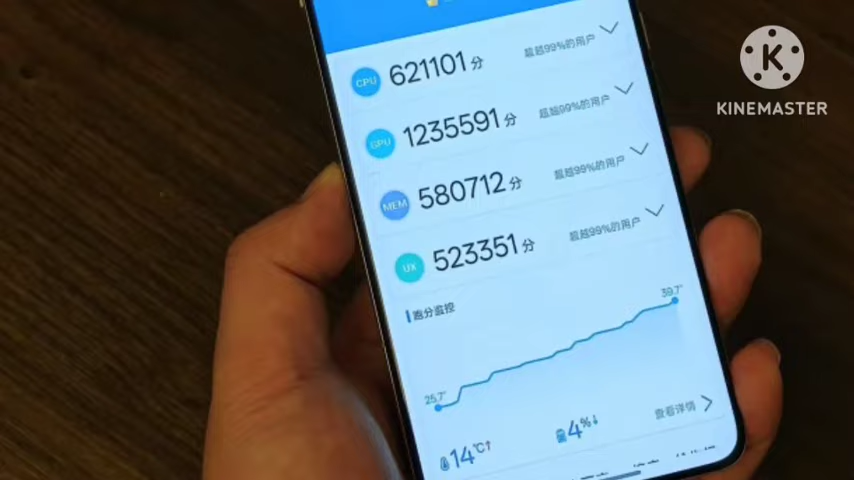 CPU 621101分 超越99%的用户
KINEMASTER
GPU 1235591分 超越99%的用户
MEM 580712分 超越99%的用户
UX 523351分 超越99%的用户
跑分监控
39.7°
25.7°
14℃↑ 4%↓ 查看详情